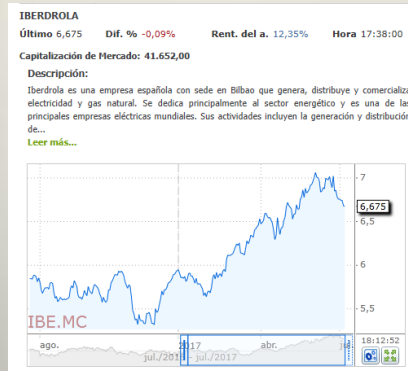 IBERDROLA
Último 6,675 Dif. % -0,09% Rent. del a. 12,35% Hora 17:38:00
Capitalización de Mercado: 41.652,00
Descripción:
Iberdrola es una empresa española con sede en Bilbao que genera, distribuye y comercializa
electricidad y gas natural. Se dedica principalmente al sector energético y es una de las
principales empresas eléctricas mundiales. Sus actividades incluyen la generación y distribución
de...
Leer más...
7
6,675
6,5
6
5,5
IBE.MC
ago. 2017 abr.
jul./201 - jul./2017
18:12:52